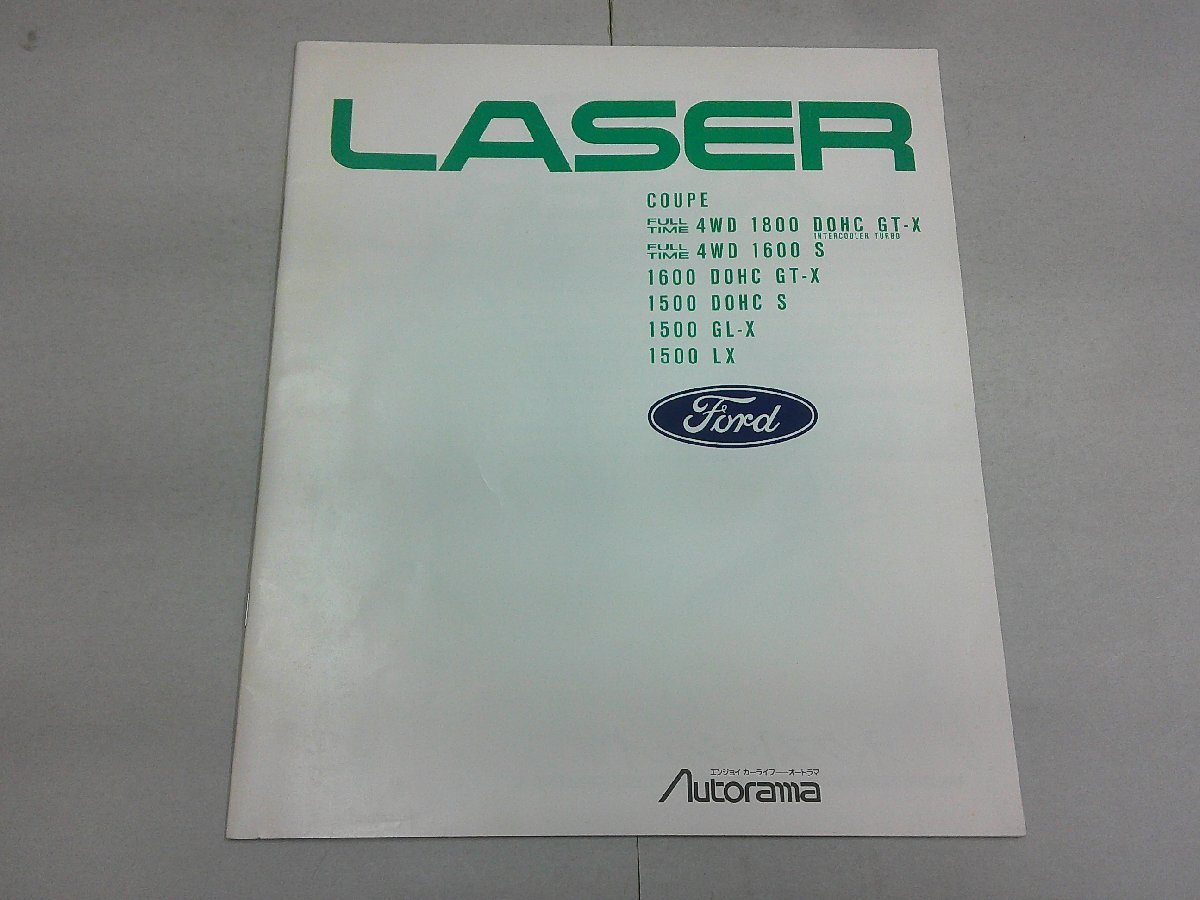 LASER
COUPE
FULL TIME 4WD 1800 DOHC GT-X
INTERCOOLER TURBO
FULL TIME 4WD 1600 S
1600 DOHC GT-X
1500 DOHC S
1500 GL-X
1500 LX
Ford
エンジョイ カーライフ——オートラマ
Autorama